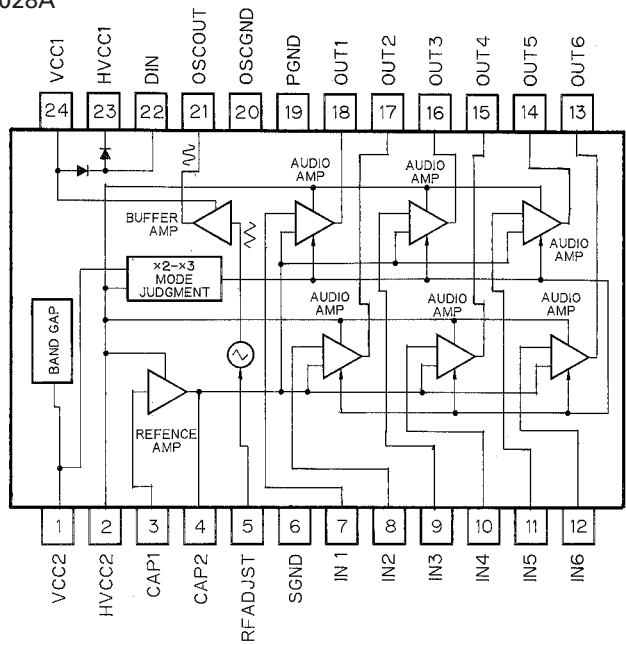 028A
VCC1
HVCC1
DIN
OSCOUT
OSCGND
PGND
OUT1
OUT2
OUT3
OUT4
OUT5
OUT6
24
23
22
21
20
19
18
17
16
15
14
13
AUDIO
AMP
AUDIO
AMP
BUFFER
AMP
AUDIO
AMP
×2-×3
MODE
JUDGMENT
BAND GAP
AUDIO
AMP
AUDIO
AMP
AUDIO
AMP
REFENCE
AMP
1
2
3
4
5
6
7
8
9
10
11
12
VCC2
HVCC2
CAP1
CAP2
RFADJST
SGND
IN1
IN2
IN3
IN4
IN5
IN6